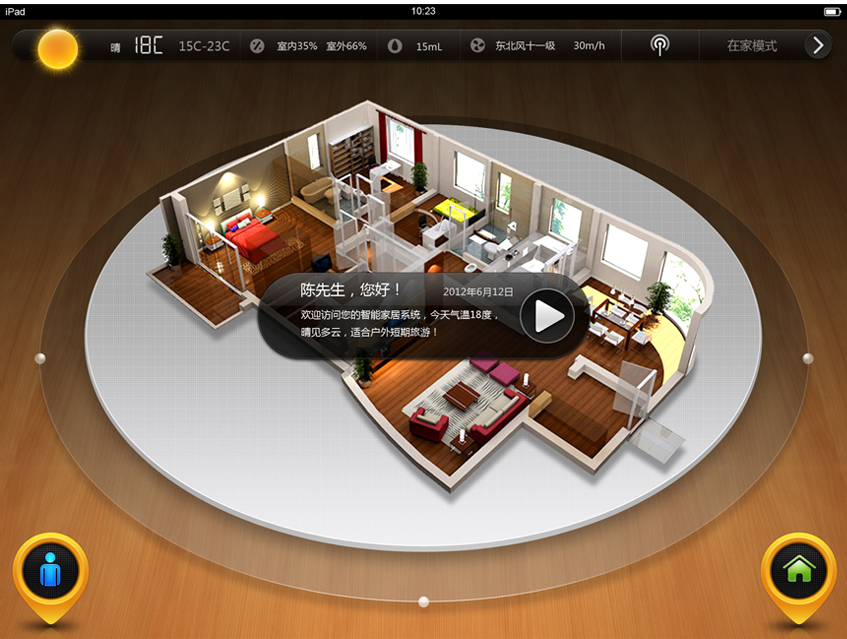 iPad
10:23
晴 18C 15C-23C 室内35% 室外66% 15mL 东北风十一级 30m/h 在家模式
陈先生，您好！ 2012年6月12日
欢迎访问您的智能家居系统，今天气温18度，
晴见多云，适合户外短期旅游！